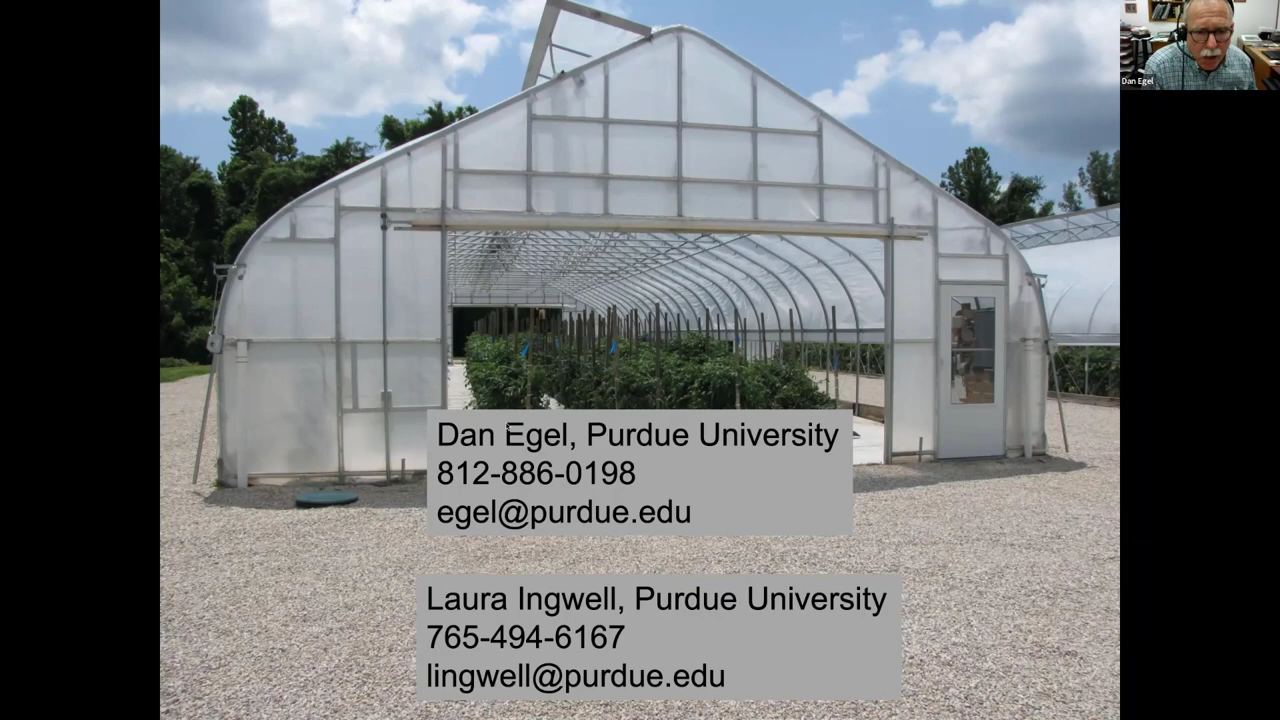 Dan Egel
Dan Egel, Purdue University
812-886-0198
egel@purdue.edu
Laura Ingwell, Purdue University
765-494-6167
lingwell@purdue.edu